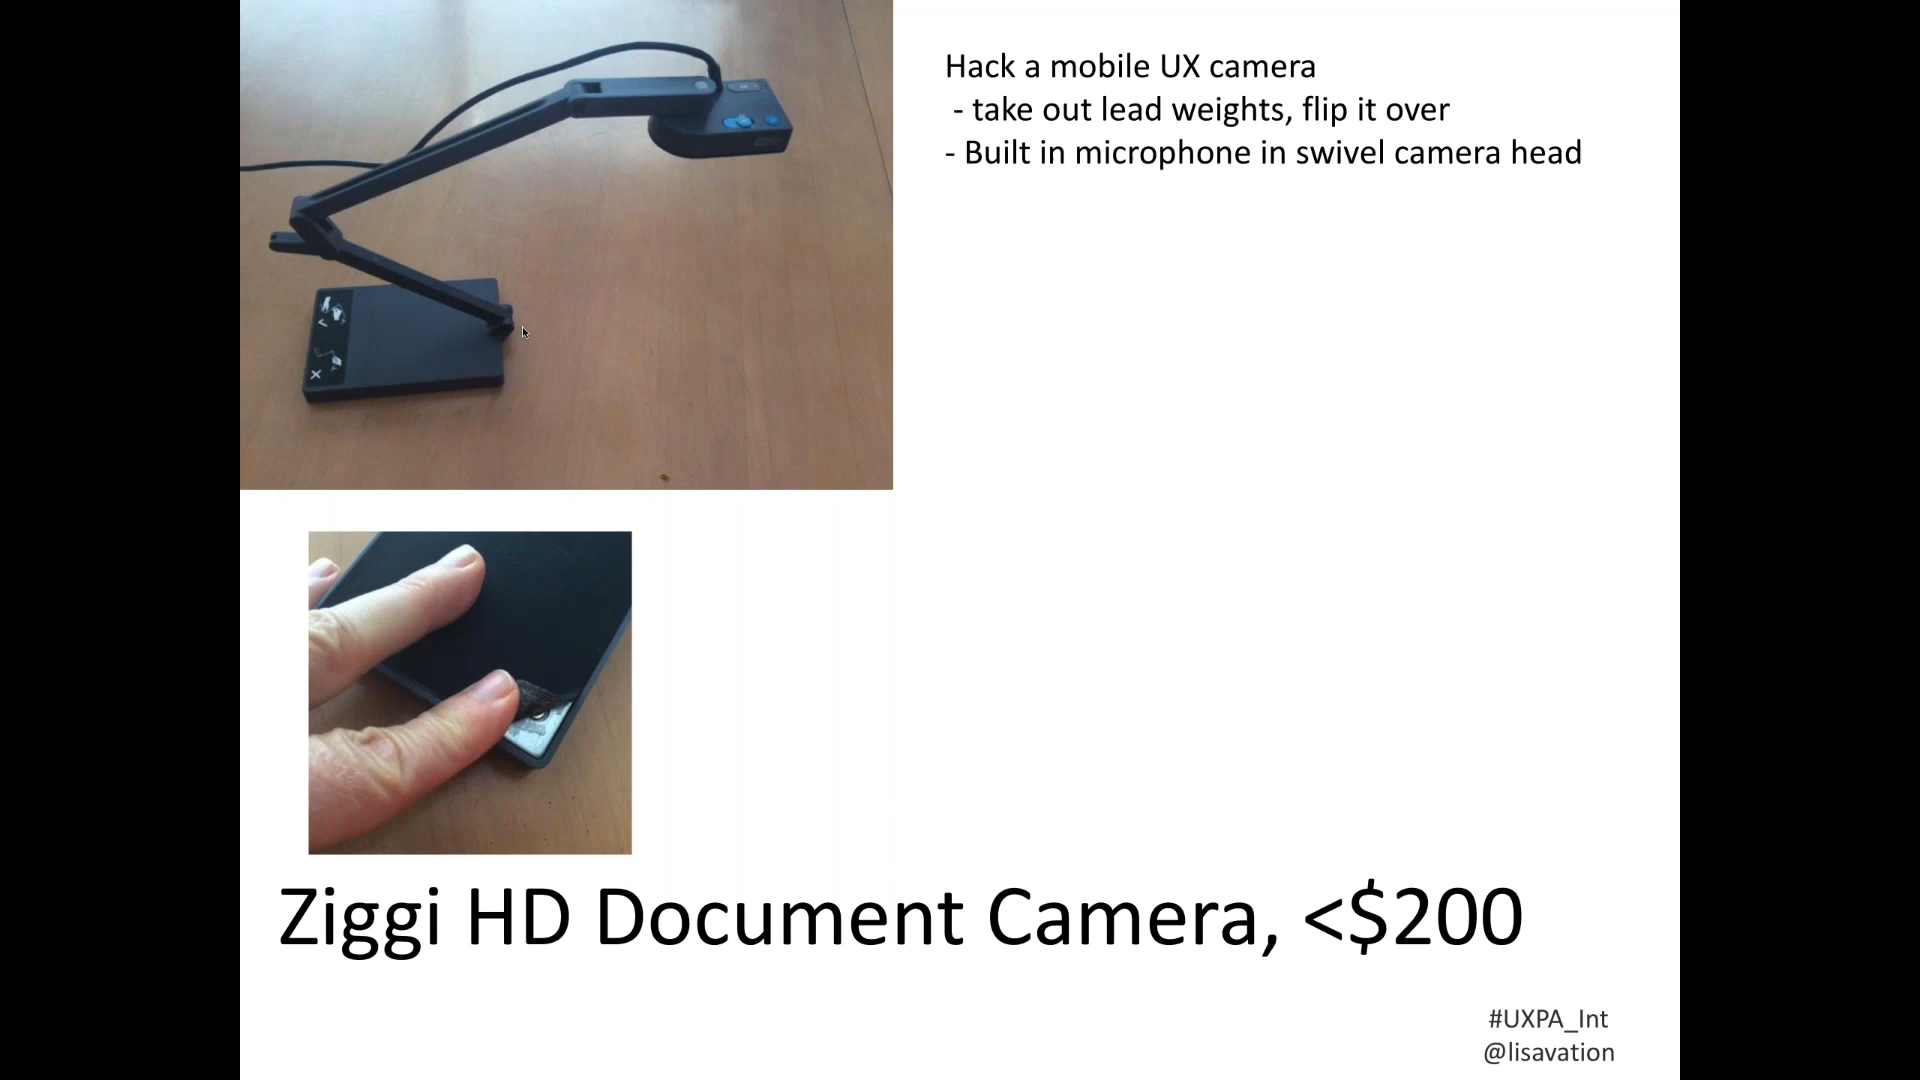 Hack a mobile UX camera
- take out lead weights, flip it over
- Built in microphone in swivel camera head
Ziggi HD Document Camera, <$200
#UXPA_Int
@lisavation